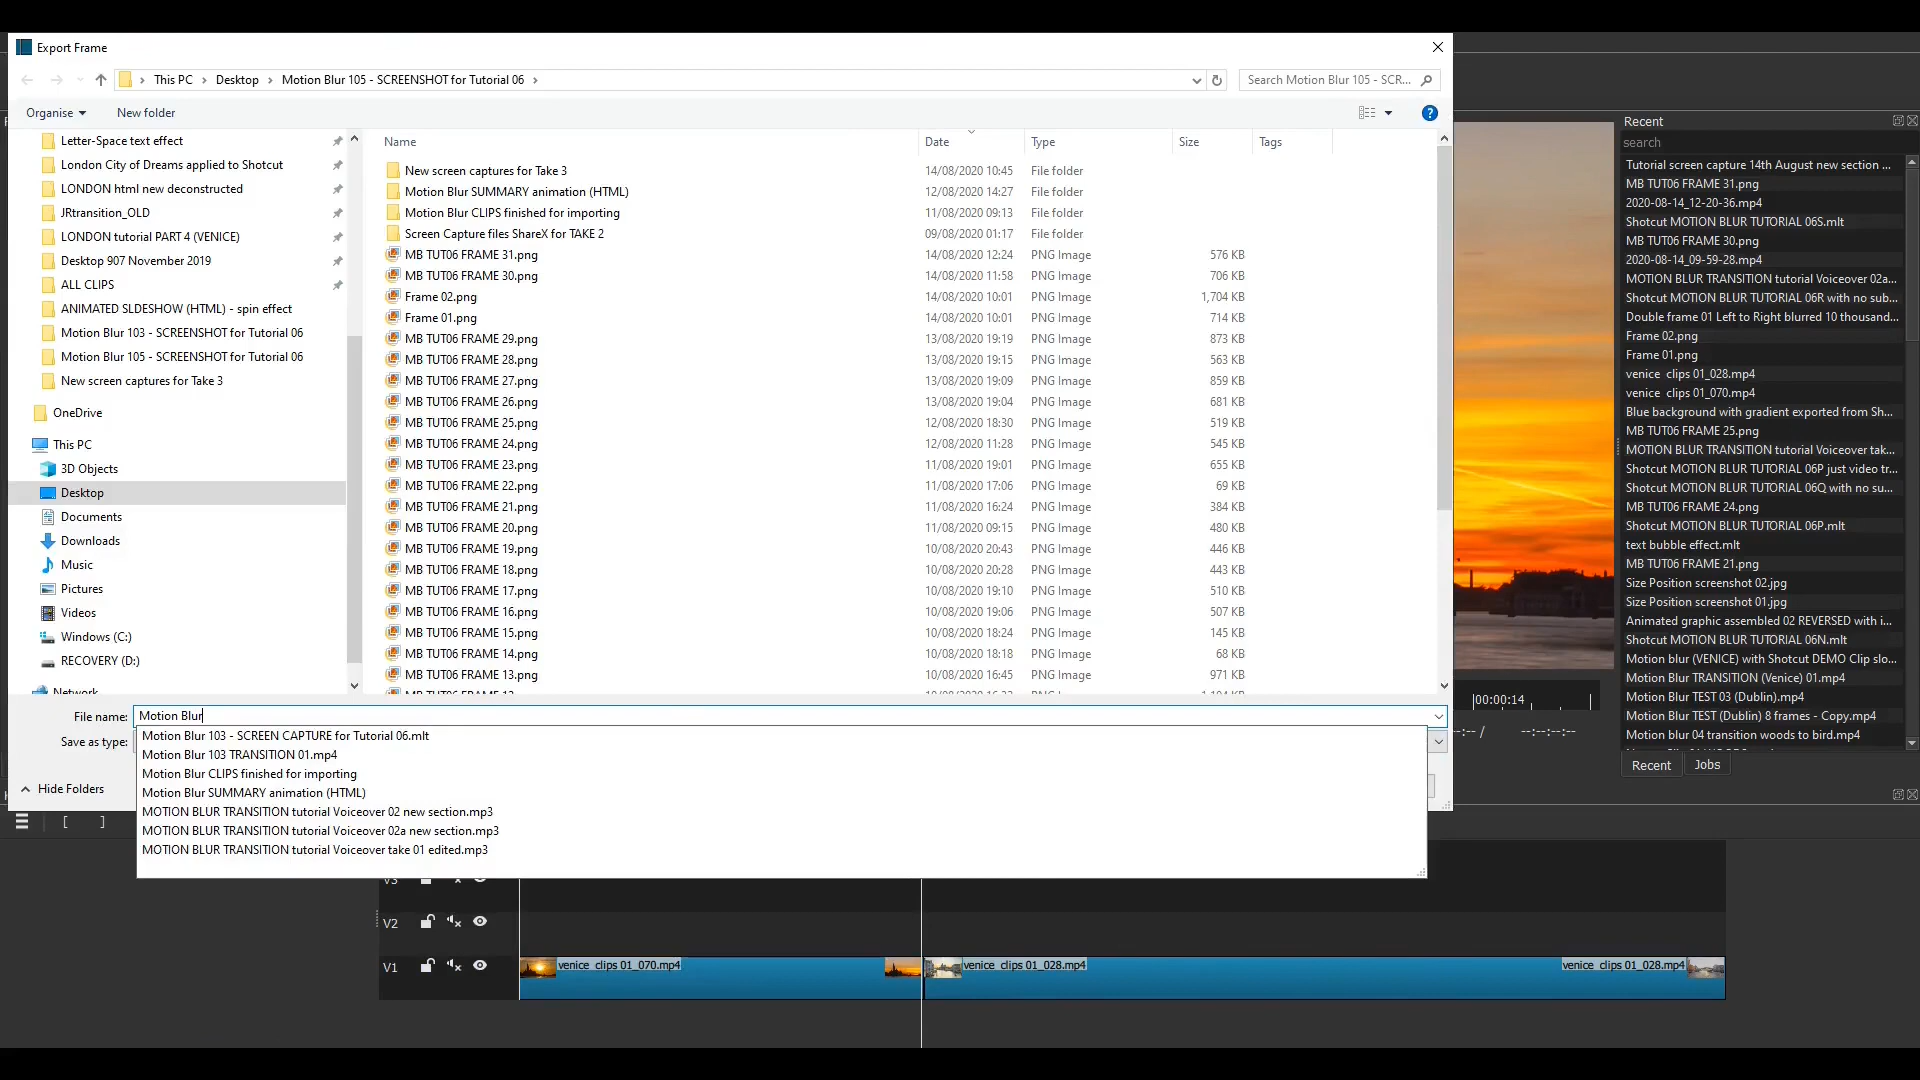 Export Frame
This PC > Desktop > Motion Blur 105 - SCREENSHOT for Tutorial 06 >
Search Motion Blur 105 - SCR...
Organise
New folder
Letter-Space text effect
London City of Dreams applied to Shotcut
LONDON html new deconstructed
JRtransition_OLD
LONDON tutorial PART 4 (VENICE)
Desktop 907 November 2019
ALL CLIPS
ANIMATED SLDESHOW (HTML) - spin effect
Motion Blur 103 - SCREENSHOT for Tutorial 06
Motion Blur 105 - SCREENSHOT for Tutorial 06
New screen captures for Take 3
OneDrive
This PC
3D Objects
Desktop
Documents
Downloads
Music
Pictures
Videos
Windows (C:)
RECOVERY (D:)
Network
Name Date Type Size Tags
New screen captures for Take 3 14/08/2020 10:45 File folder
Motion Blur SUMMARY animation (HTML) 12/08/2020 14:27 File folder
Motion Blur CLIPS finished for importing 11/08/2020 09:13 File folder
Screen Capture files ShareX for TAKE 2 09/08/2020 01:17 File folder
MB TUT06 FRAME 31.png 14/08/2020 12:24 PNG Image 576 KB
MB TUT06 FRAME 30.png 14/08/2020 11:58 PNG Image 706 KB
Frame 02.png 14/08/2020 10:01 PNG Image 1,704 KB
Frame 01.png 14/08/2020 10:01 PNG Image 714 KB
MB TUT06 FRAME 29.png 13/08/2020 19:19 PNG Image 873 KB
MB TUT06 FRAME 28.png 13/08/2020 19:15 PNG Image 563 KB
MB TUT06 FRAME 27.png 13/08/2020 19:09 PNG Image 859 KB
MB TUT06 FRAME 26.png 13/08/2020 19:04 PNG Image 681 KB
MB TUT06 FRAME 25.png 12/08/2020 18:30 PNG Image 519 KB
MB TUT06 FRAME 24.png 12/08/2020 11:28 PNG Image 545 KB
MB TUT06 FRAME 23.png 11/08/2020 19:01 PNG Image 655 KB
MB TUT06 FRAME 22.png 11/08/2020 17:06 PNG Image 69 KB
MB TUT06 FRAME 21.png 11/08/2020 16:24 PNG Image 384 KB
MB TUT06 FRAME 20.png 11/08/2020 09:15 PNG Image 480 KB
MB TUT06 FRAME 19.png 10/08/2020 20:43 PNG Image 446 KB
MB TUT06 FRAME 18.png 10/08/2020 20:28 PNG Image 443 KB
MB TUT06 FRAME 17.png 10/08/2020 19:10 PNG Image 510 KB
MB TUT06 FRAME 16.png 10/08/2020 19:06 PNG Image 507 KB
MB TUT06 FRAME 15.png 10/08/2020 18:24 PNG Image 145 KB
MB TUT06 FRAME 14.png 10/08/2020 18:18 PNG Image 68 KB
MB TUT06 FRAME 13.png 10/08/2020 16:45 PNG Image 971 KB
File name: Motion Blur
Save as type:
Motion Blur 103 - SCREEN CAPTURE for Tutorial 06.mlt
Motion Blur 103 TRANSITION 01.mp4
Motion Blur CLIPS finished for importing
Motion Blur SUMMARY animation (HTML)
MOTION BLUR TRANSITION tutorial Voiceover 02 new section.mp3
MOTION BLUR TRANSITION tutorial Voiceover 02a new section.mp3
MOTION BLUR TRANSITION tutorial Voiceover take 01 edited.mp3
Hide Folders
Recent
search
Tutorial screen capture 14th August new section ...
MB TUT06 FRAME 31.png
2020-08-14_12-20-36.mp4
Shotcut MOTION BLUR TUTORIAL 06S.mlt
MB TUT06 FRAME 30.png
2020-08-14_09-59-28.mp4
MOTION BLUR TRANSITION tutorial Voiceover 02a...
Shotcut MOTION BLUR TUTORIAL 06R with no sub...
Double frame 01 Left to Right blurred 10 thousand...
Frame 02.png
Frame 01.png
venice clips 01_028.mp4
venice clips 01_070.mp4
Blue background with gradient exported from Sh...
MB TUT06 FRAME 25.png
MOTION BLUR TRANSITION tutorial Voiceover tak...
Shotcut MOTION BLUR TUTORIAL 06P just video tr...
Shotcut MOTION BLUR TUTORIAL 06Q with no su...
MB TUT06 FRAME 24.png
Shotcut MOTION BLUR TUTORIAL 06P.mlt
text bubble effect.mlt
MB TUT06 FRAME 21.png
Size Position screenshot 02.jpg
Size Position screenshot 01.jpg
Animated graphic assembled 02 REVERSED with i...
Shotcut MOTION BLUR TUTORIAL 06N.mlt
Motion blur (VENICE) with Shotcut DEMO Clip slo...
Motion Blur TRANSITION (Venice) 01.mp4
Motion Blur TEST 03 (Dublin).mp4
Motion Blur TEST (Dublin) 8 frames - Copy.mp4
Motion blur 04 transition woods to bird.mp4
Recent
Jobs
00:00:14
--:--:--:--
V3
V2
V1
venice clips 01_070.mp4
venice clips 01_028.mp4
venice clips 01_028.mp4